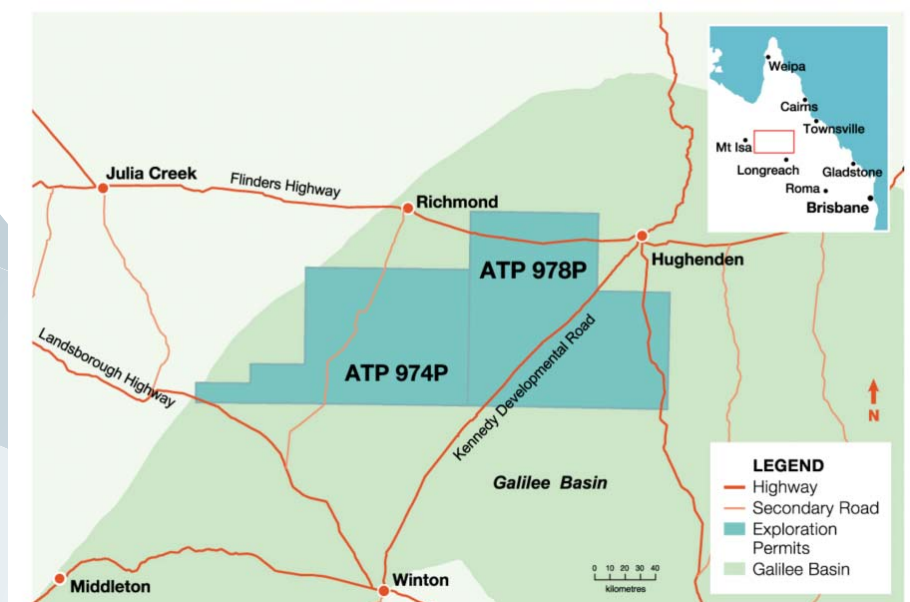 Weipa
Cairns
Townsville
Mt Isa
Longreach
Gladstone
Roma
Brisbane
Julia Creek
Flinders Highway
Richmond
Hughenden
ATP 978P
ATP 974P
Landsborough Highway
Kennedy Developmental Road
N
Galilee Basin
LEGEND
Highway
Secondary Road
Exploration
Permits
Galilee Basin
0 10 20 30 40
kilometres
Middleton
Winton